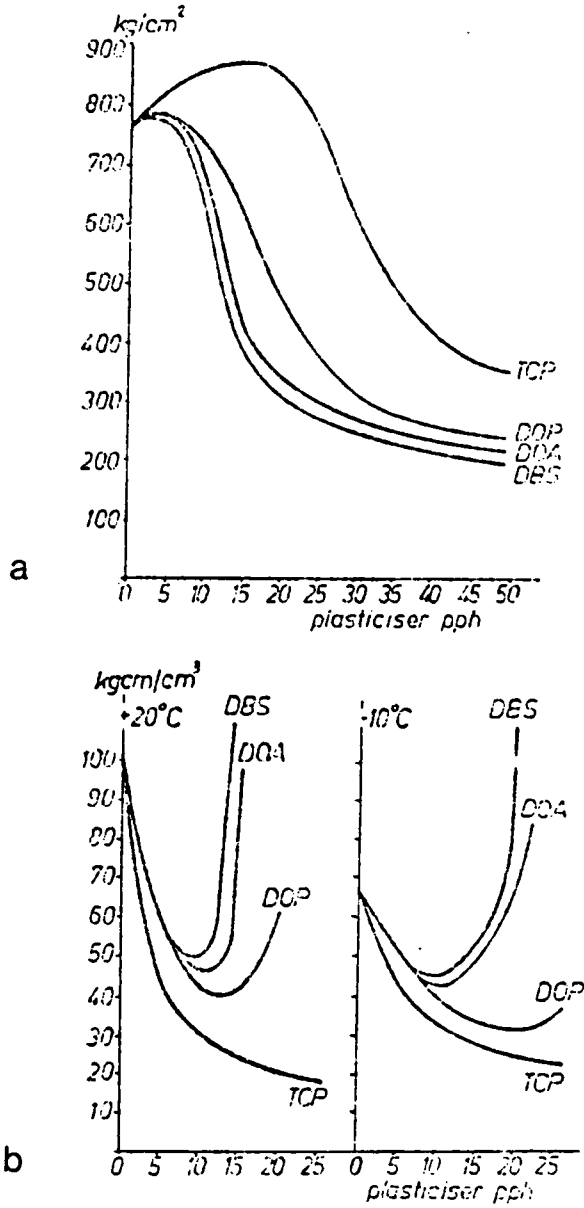 kg/cm²
900
800
700
600
500
400
300
200
100
TCP
DOP
DOA
DBS
a
0 5 10 15 20 25 30 35 40 45 50
plasticiser pph
kgcm/cm³
+20°C
DBS
DOA
DOP
TCP
100
90
80
70
60
50
40
30
20
10
-10°C
DBS
DOA
DOP
TCP
b
0 5 10 15 20 25
0 5 10 15 20 25
plasticiser pph